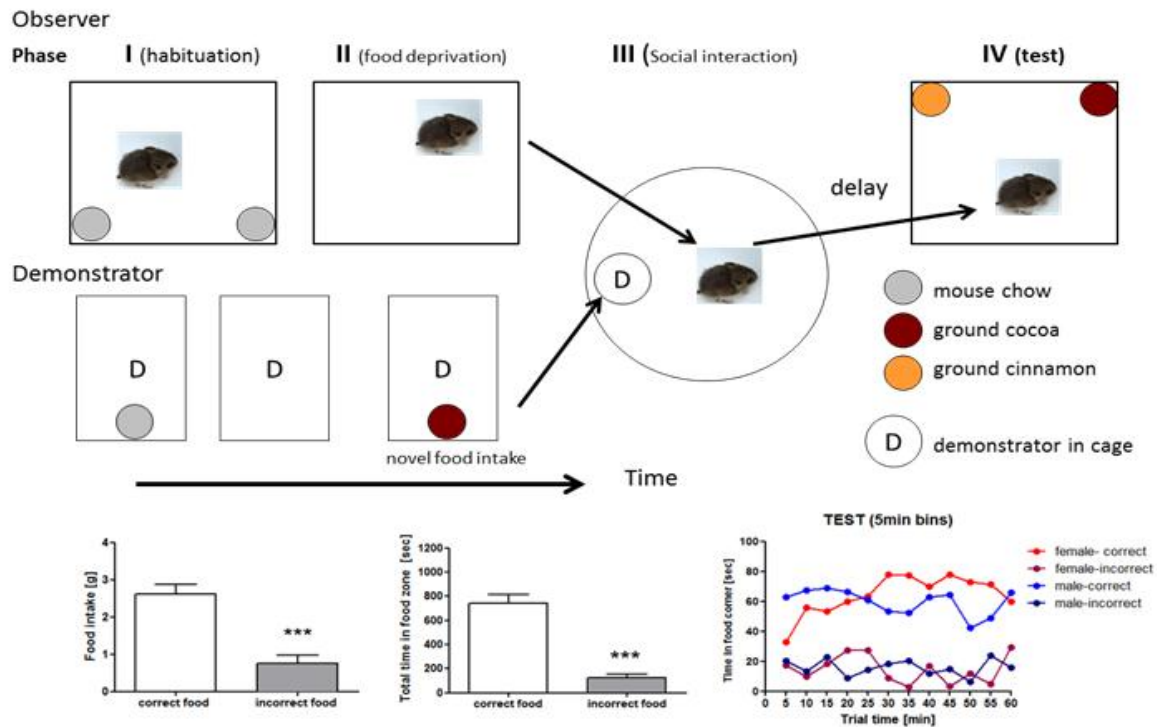 Observer
Phase I (habituation) II (food deprivation) III (Social interaction) IV (test)
delay
Demonstrator
D
D D D
mouse chow
ground cocoa
ground cinnamon
D demonstrator in cage
novel food intake
Time
Food intake [g]
4
3
2
1
0
***
correct food incorrect food
Total time in food zone [sec]
1200
1000
800
600
400
200
0
***
correct food incorrect food
TEST (5min bins)
Time in food corner [sec]
100
80
60
40
20
0
0 5 10 15 20 25 30 35 40 45 50 55 60
Trial time [min]
female- correct
female-incorrect
male-correct
male-incorrect